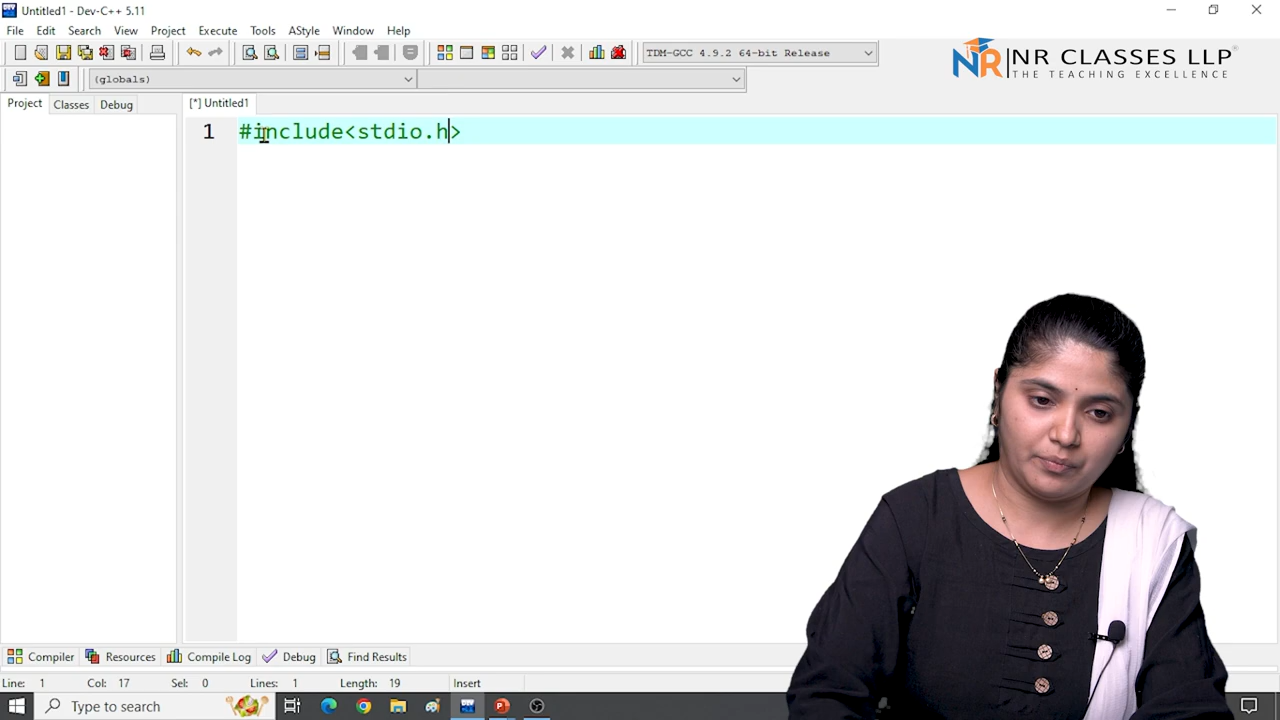 Untitled1 - Dev-C++ 5.11
File Edit Search View Project Execute Tools AStyle Window Help
TDM-GCC 4.9.2 64-bit Release
NR NR CLASSES LLP
THE TEACHING EXCELLENCE
(globals)
Project Classes Debug
[*] Untitled1
1 #include<stdio.h>
Compiler Resources Compile Log Debug Find Results
Line: 1 Col: 17 Sel: 0 Lines: 1 Length: 19 Insert
Type to search